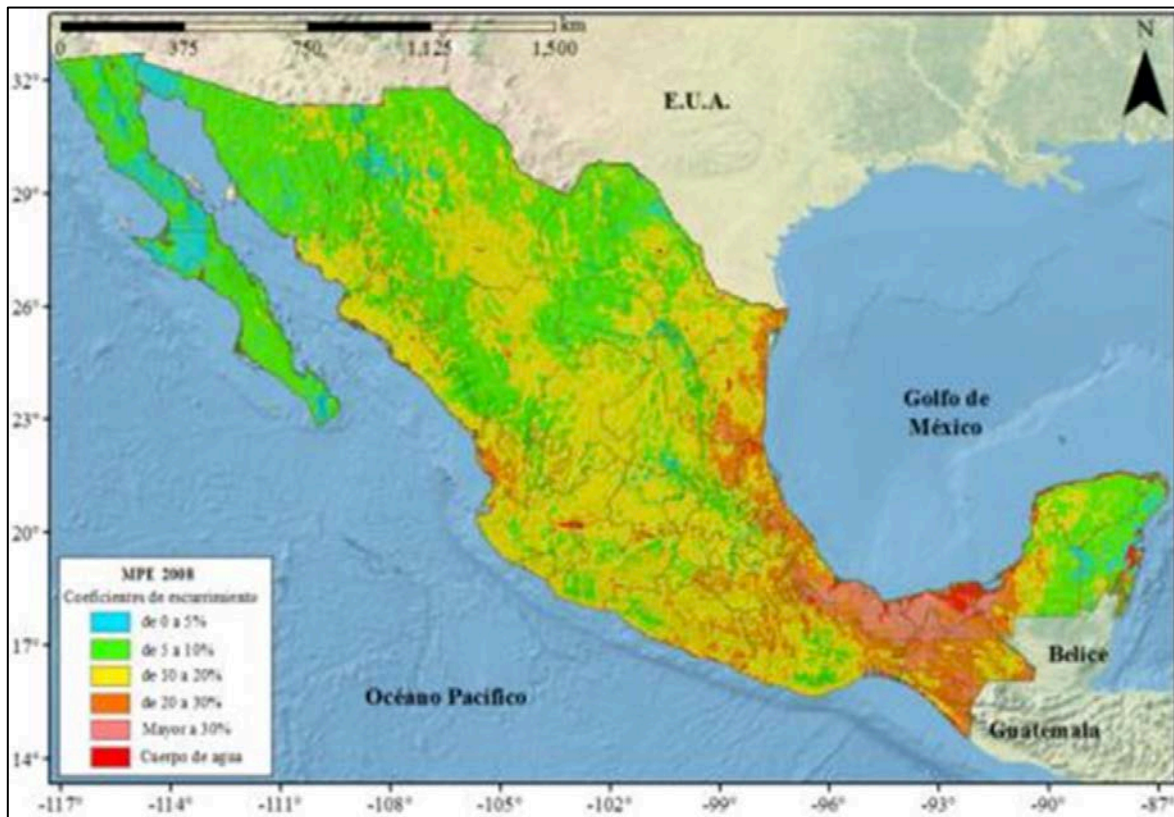 km
0 375 750 1,125 1,500
N
32°
E.U.A.
29°
26°
Golfo de
México
23°
20°
MPE 2008
Coeficientes de escurrimiento
de 0 a 5%
de 5 a 10%
de 50 a 20%
de 20 a 30%
Mayor a 30%
Cuerpo de agua
17°
Belice
Océano Pacífico
Guatemala
14°
-117° -114° -111° -108° -105° -102° -99° -96° -93° -90° -87°